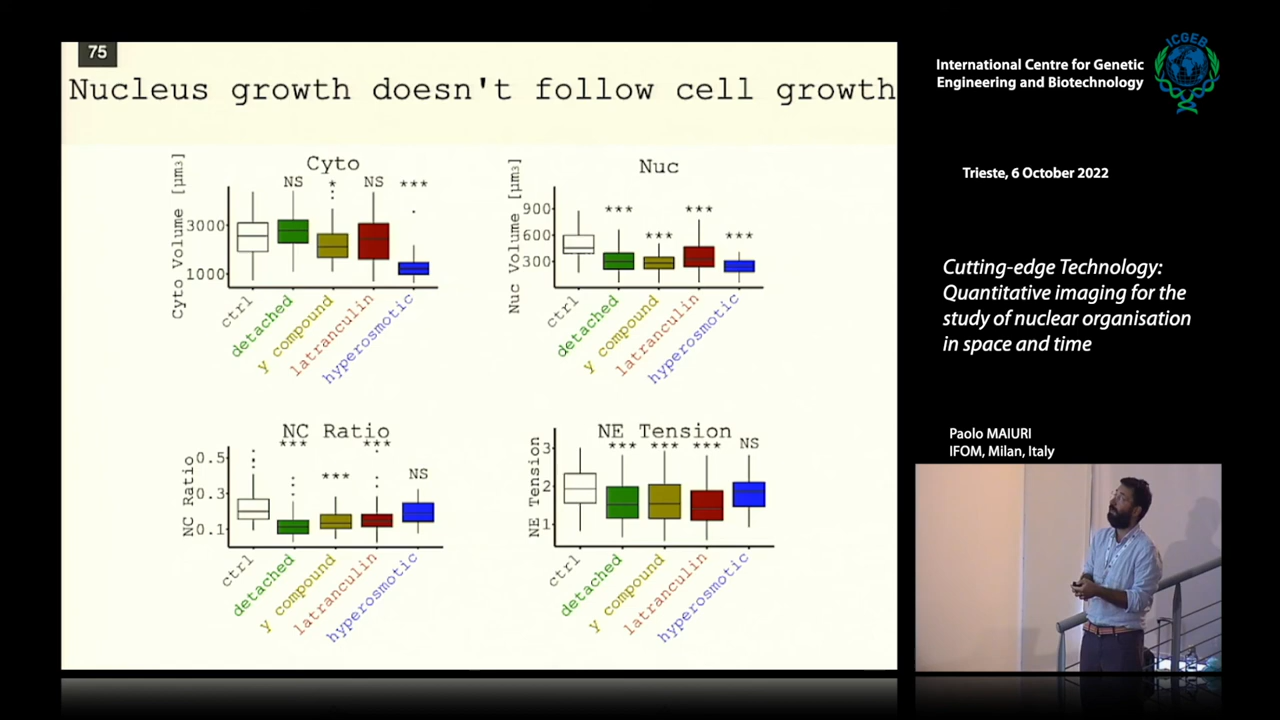 75
Nucleus growth doesn't follow cell growth
Cyto
Cyto Volume [µm3]
3000
1000
NS
*
NS
***
ctrl
detached
y compound
latranculin
hyperosmotic
Nuc
Nuc Volume [µm3]
900
600
300
***
***
***
***
ctrl
detached
y compound
latranculin
hyperosmotic
NC Ratio
NC Ratio
0.5
0.3
0.1
***
***
***
NS
ctrl
detached
y compound
latranculin
hyperosmotic
NE Tension
NE Tension
3
2
1
***
***
***
NS
ctrl
detached
y compound
latranculin
hyperosmotic
International Centre for Genetic
Engineering and Biotechnology
ICGEB
Trieste, 6 October 2022
Cutting-edge Technology:
Quantitative imaging for the
study of nuclear organisation
in space and time
Paolo MAIURI
IFOM, Milan, Italy